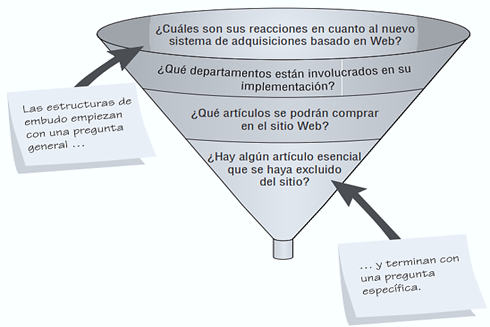 ¿Cuáles son sus reacciones en cuanto al nuevo
sistema de adquisiciones basado en Web?
¿Qué departamentos están involucrados en su
implementación?
Las estructuras de
embudo empiezan
con una pregunta
general ...
¿Qué artículos se podrán comprar
en el sitio Web?
¿Hay algún artículo esencial
que se haya excluido
del sitio?
... y terminan con
una pregunta
específica.